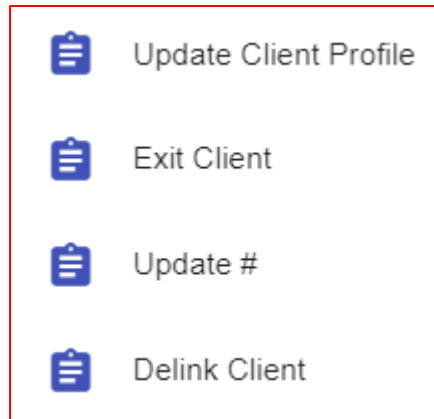 Update Client Profile
Exit Client
Update #
Delink Client